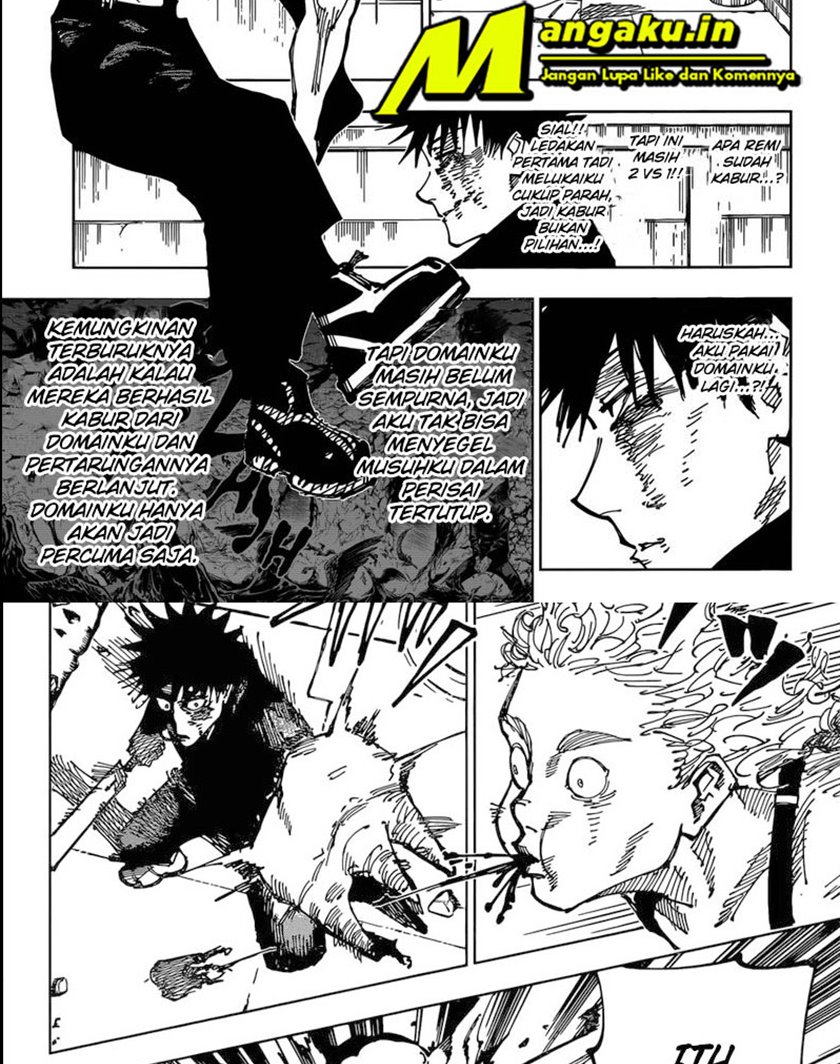 Mangaku.in
Jangan Lupa Like dan Komennya
APA REMI
SUDAH
KABUR...?
TAPI INI
MASIH
2 VS 1!!
SIAL!!
LEDAKAN
PERTAMA TADI
MELUKAIKU
CUKUP PARAH,
JADI KABUR
BUKAN
PILIHAN...!
HARUSKAH...
AKU PAKAI
DOMAINKU
LAGI...?!
TAPI DOMAINKU
MASIH BELUM
SEMPURNA, JADI
AKU TAK BISA
MENYEGEL
MUSUHKU DALAM
PERISAI
TERTUTUP.
KEMUNGKINAN
TERBURUKNYA
ADALAH KALAU
MEREKA BERHASIL
KABUR DARI
DOMAINKU DAN
PERTARUNGANNYA
BERLANJUT.
DOMAINKU HANYA
AKAN JADI
PERCUMA SAJA.